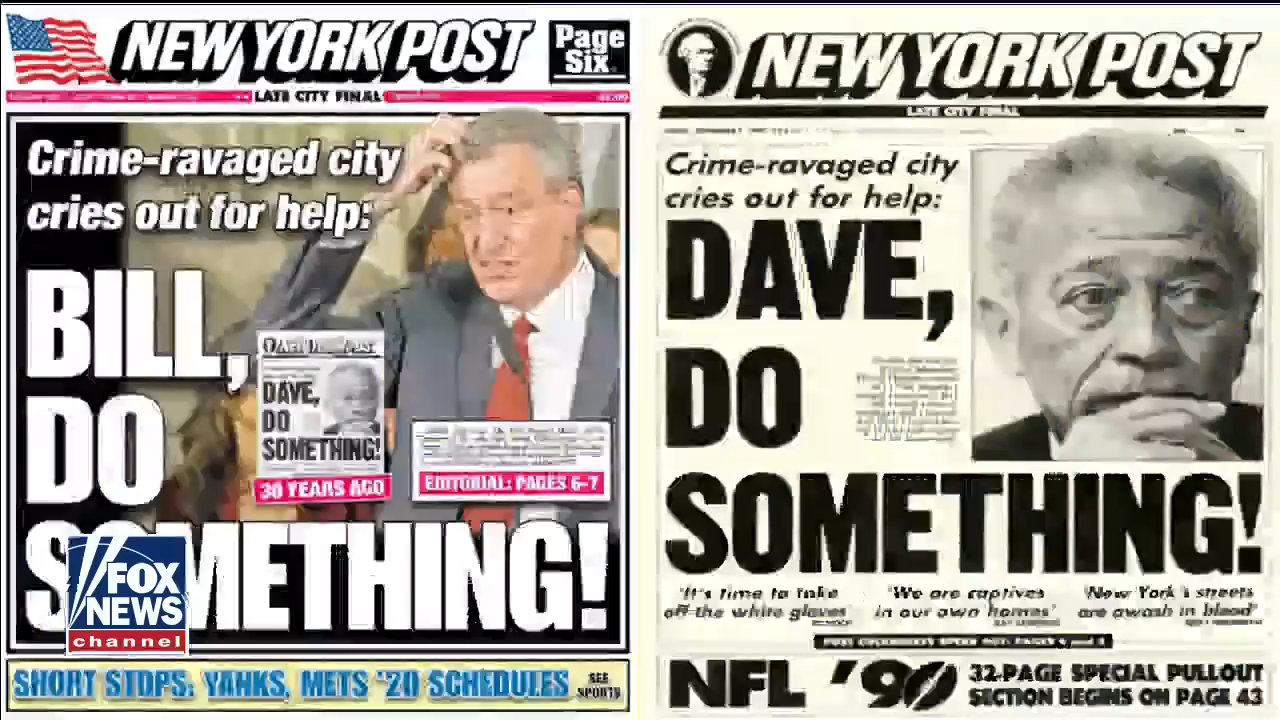 NEW YORK POST
Page
Six
LATE CITY FINAL
Crime-ravaged city
cries out for help:
BILL,
DO
SOMETHING!
DAVE,
DO
SOMETHING!
30 YEARS AGO
EDITORIAL: PAGES 6-7
FOX
NEWS
channel
SHORT STOPS: YANKS, METS '20 SCHEDULES
SEE
SPORTS
NEW YORK POST
LATE CITY FINAL
Crime-ravaged city
cries out for help:
DAVE,
DO
SOMETHING!
'It's time to take
off the white gloves'
'We are captives
in our own homes'
'New York's streets
are awash in blood'
NFL '90
32-PAGE SPECIAL PULLOUT
SECTION BEGINS ON PAGE 43